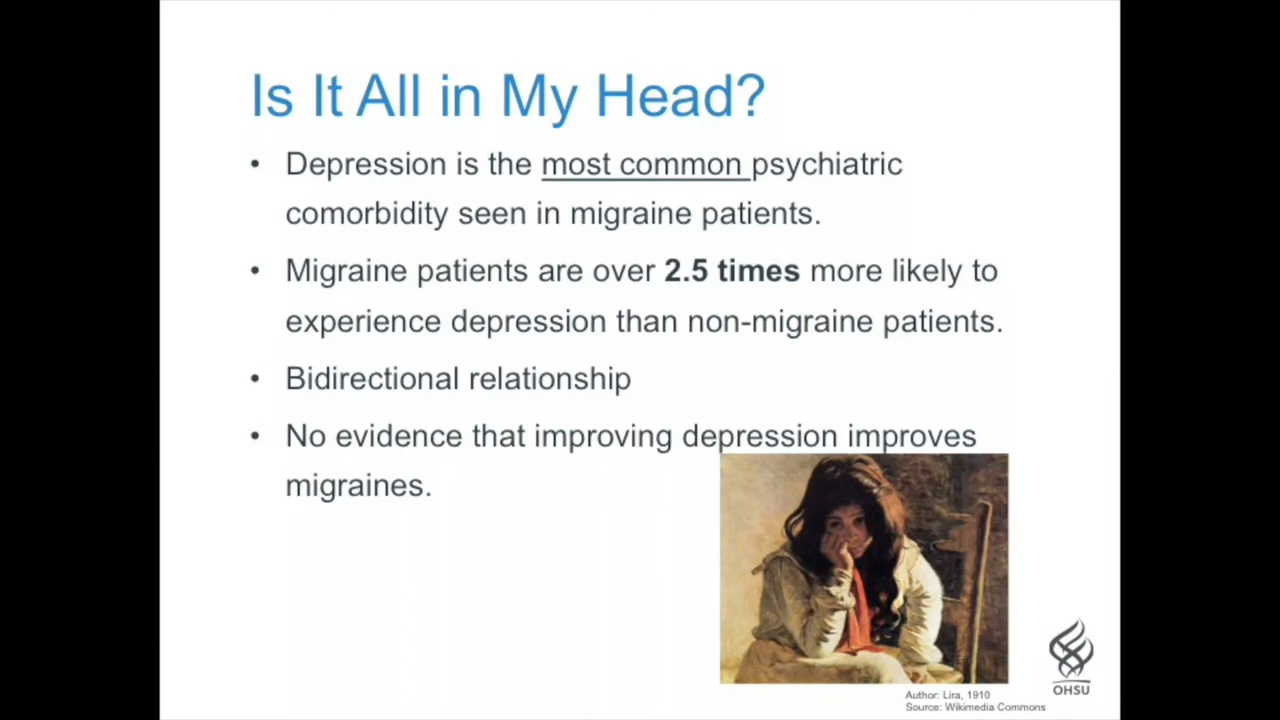 Is It All in My Head?
• Depression is the most common psychiatric
comorbidity seen in migraine patients.
• Migraine patients are over 2.5 times more likely to
experience depression than non-migraine patients.
• Bidirectional relationship
• No evidence that improving depression improves
migraines.
OHSU
Author: Lira, 1910
Source: Wikimedia Commons